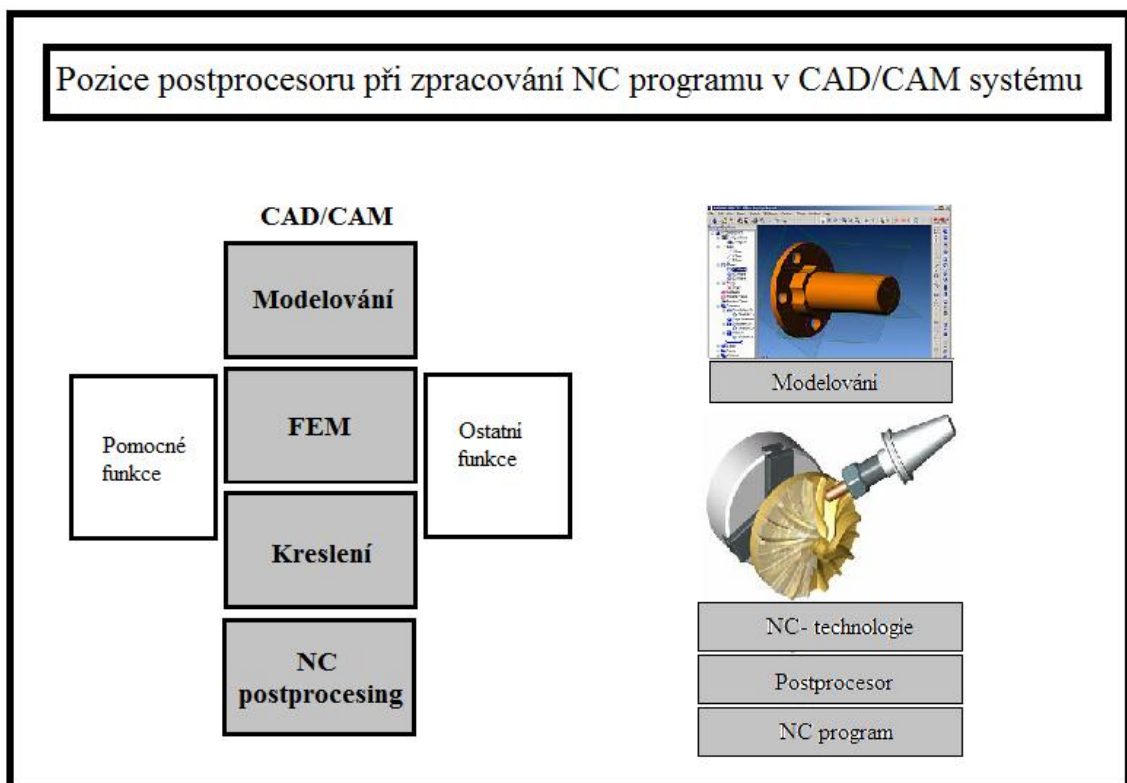 Pozice postprocesoru při zpracování NC programu v CAD/CAM systému
CAD/CAM
Modelování
FEM
Kreslení
NC
postprocesing
Pomocné
funkce
Ostatní
funkce
Modelování
NC- technologie
Postprocesor
NC program